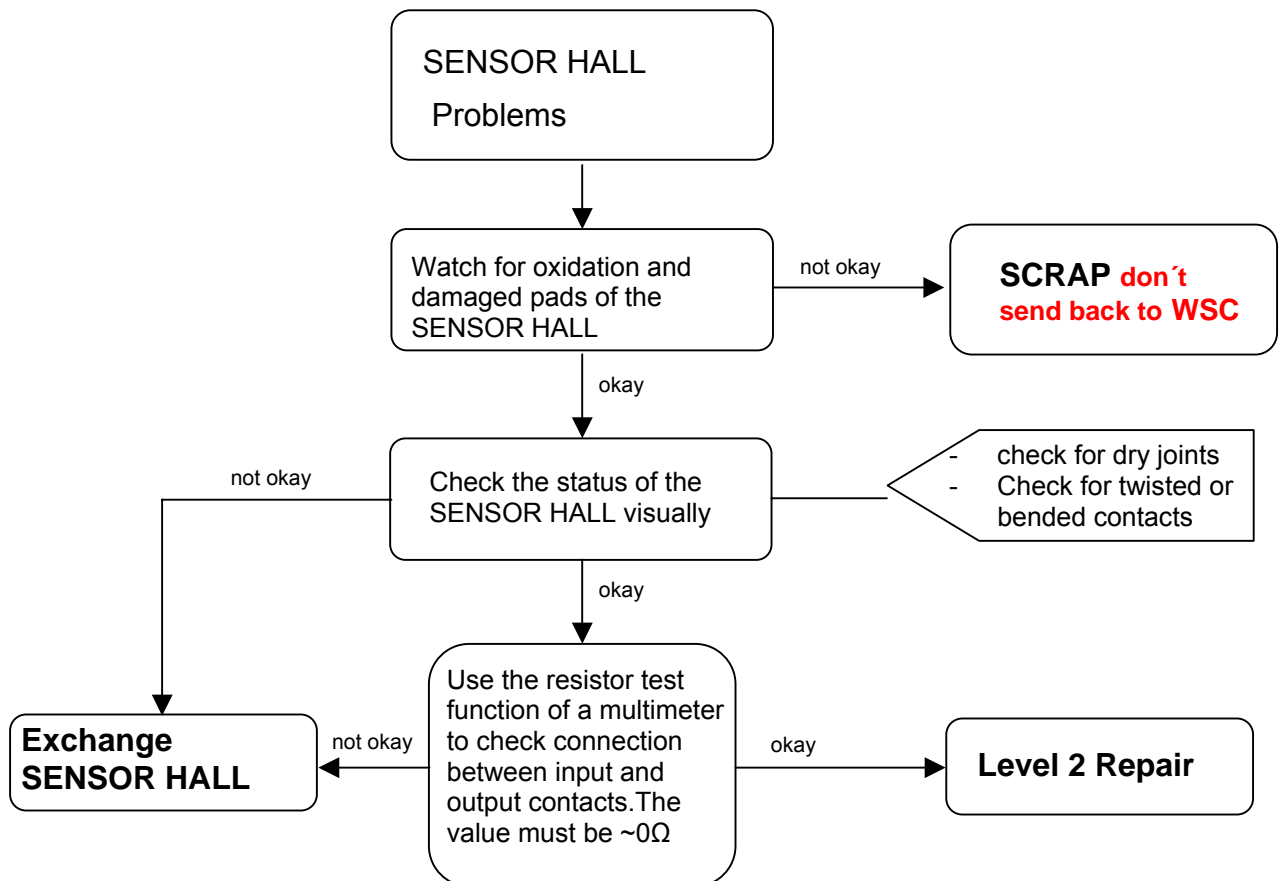 SENSOR HALL
Problems
Watch for oxidation and
damaged pads of the
SENSOR HALL
not okay
SCRAP don´t
send back to WSC
okay
not okay
Check the status of the
SENSOR HALL visually
- check for dry joints
- Check for twisted or
bended contacts
okay
Use the resistor test
function of a multimeter
to check connection
between input and
output contacts.The
value must be ~0Ω
not okay
Exchange
SENSOR HALL
okay
Level 2 Repair